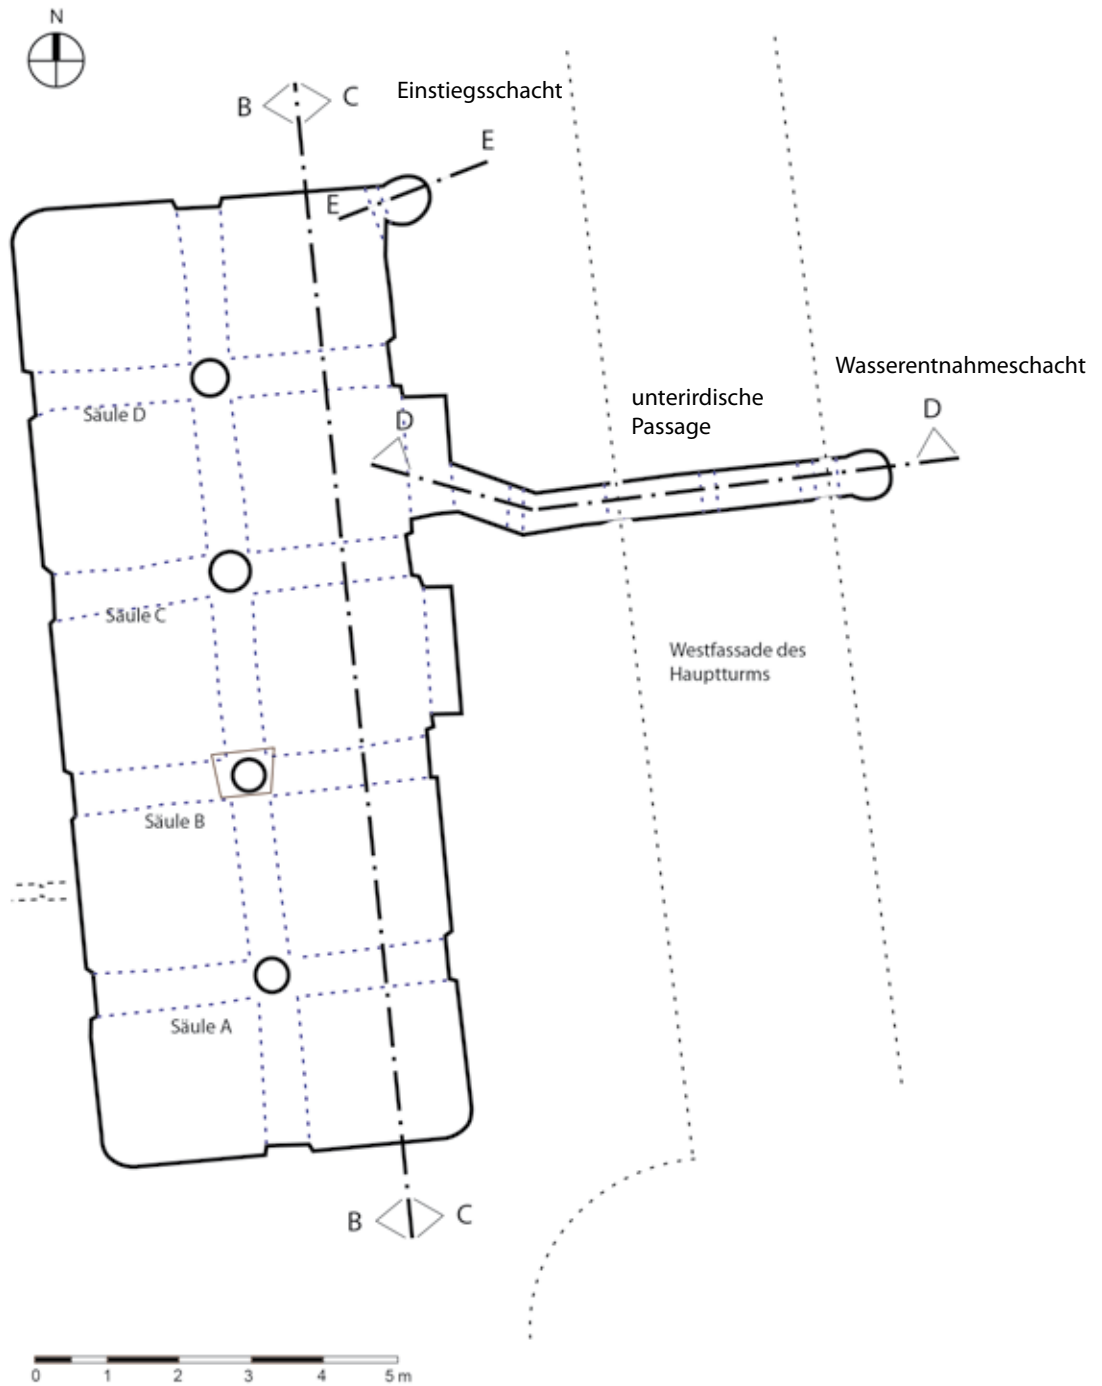 N
Einstiegsschacht
B
C
E
E
Wasserentnahmeschacht
unterirdische
Passage
D
D
Säule D
Säule C
Westfassade des
Hauptturms
Säule B
Säule A
B
C
0 1 2 3 4 5 m